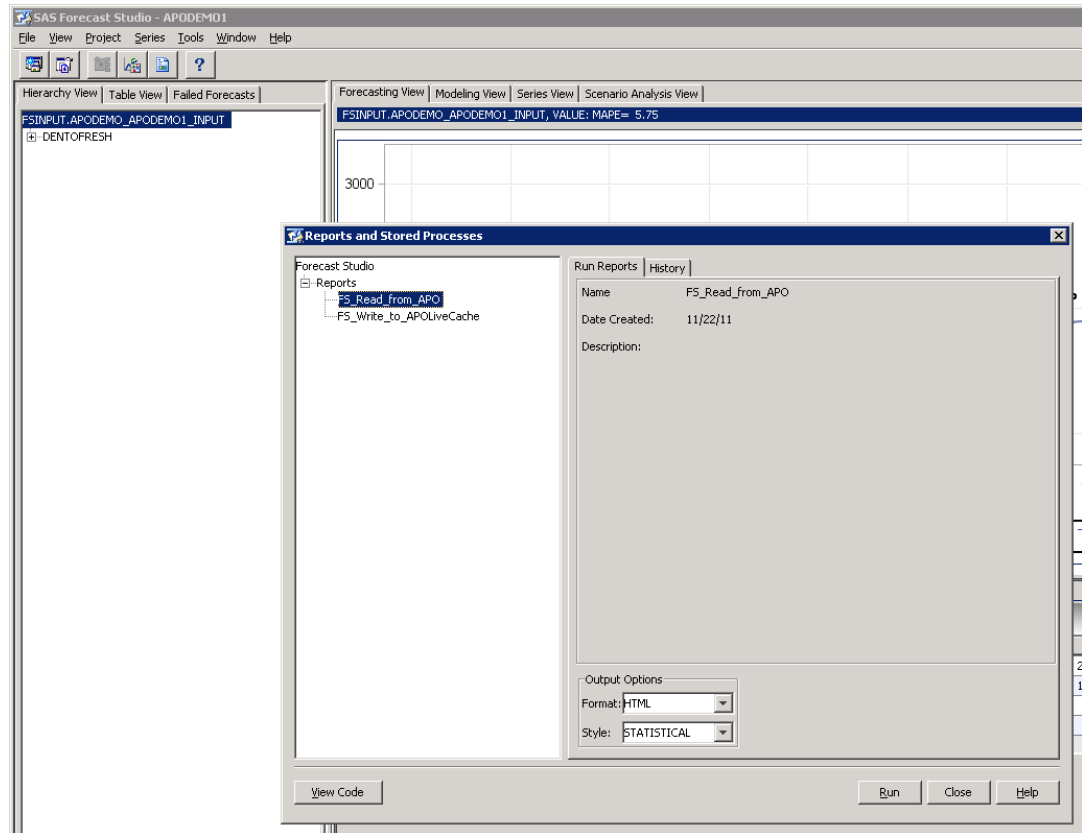 SAS Forecast Studio - APODEMO1
File View Project Series Tools Window Help
?
Hierarchy View Table View Failed Forecasts
FSINPUT.APODEMO_APODEMO1_INPUT
DENTOFRESH
Forecasting View Modeling View Series View Scenario Analysis View
FSINPUT.APODEMO_APODEMO1_INPUT, VALUE: MAPE= 5.75
3000
Reports and Stored Processes
Forecast Studio
Reports
FS_Read_from_APO
FS_Write_to_APOLiveCache
Run Reports History
Name FS_Read_from_APO
Date Created: 11/22/11
Description:
Output Options
Format: HTML
Style: STATISTICAL
View Code Run Close Help
2
1